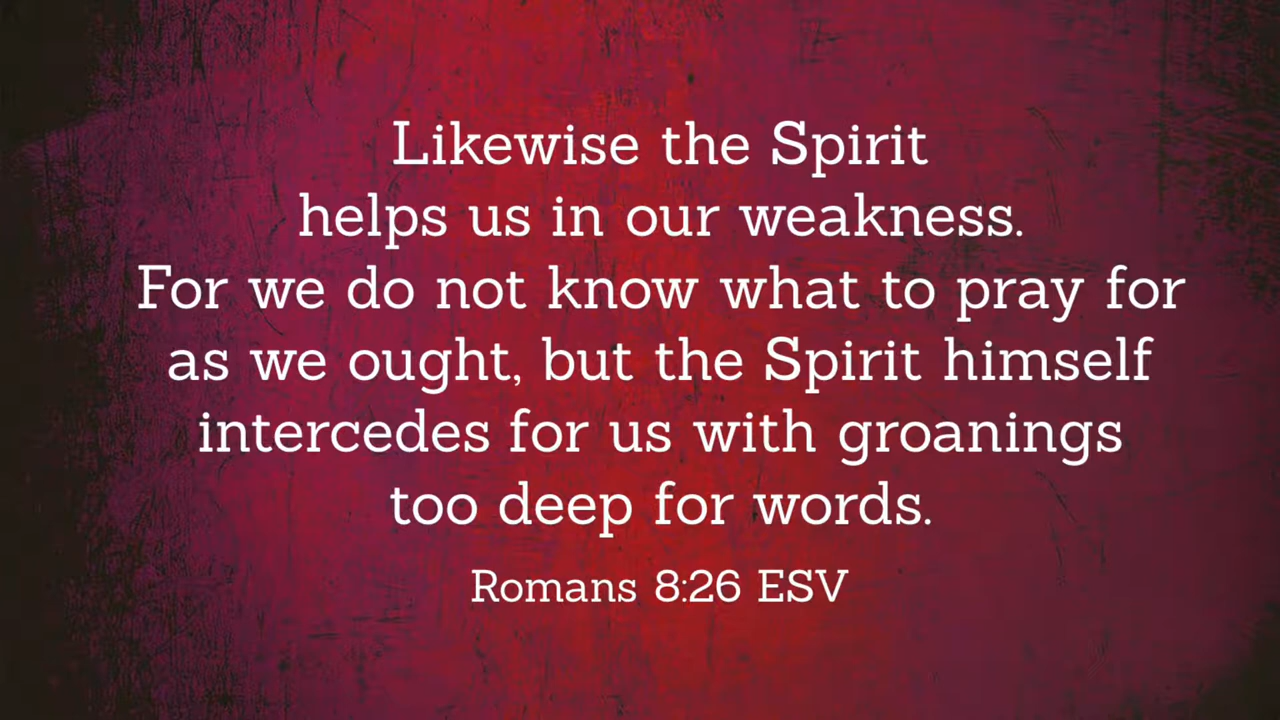 Likewise the Spirit
helps us in our weakness.
For we do not know what to pray for
as we ought, but the Spirit himself
intercedes for us with groanings
too deep for words.
Romans 8:26 ESV